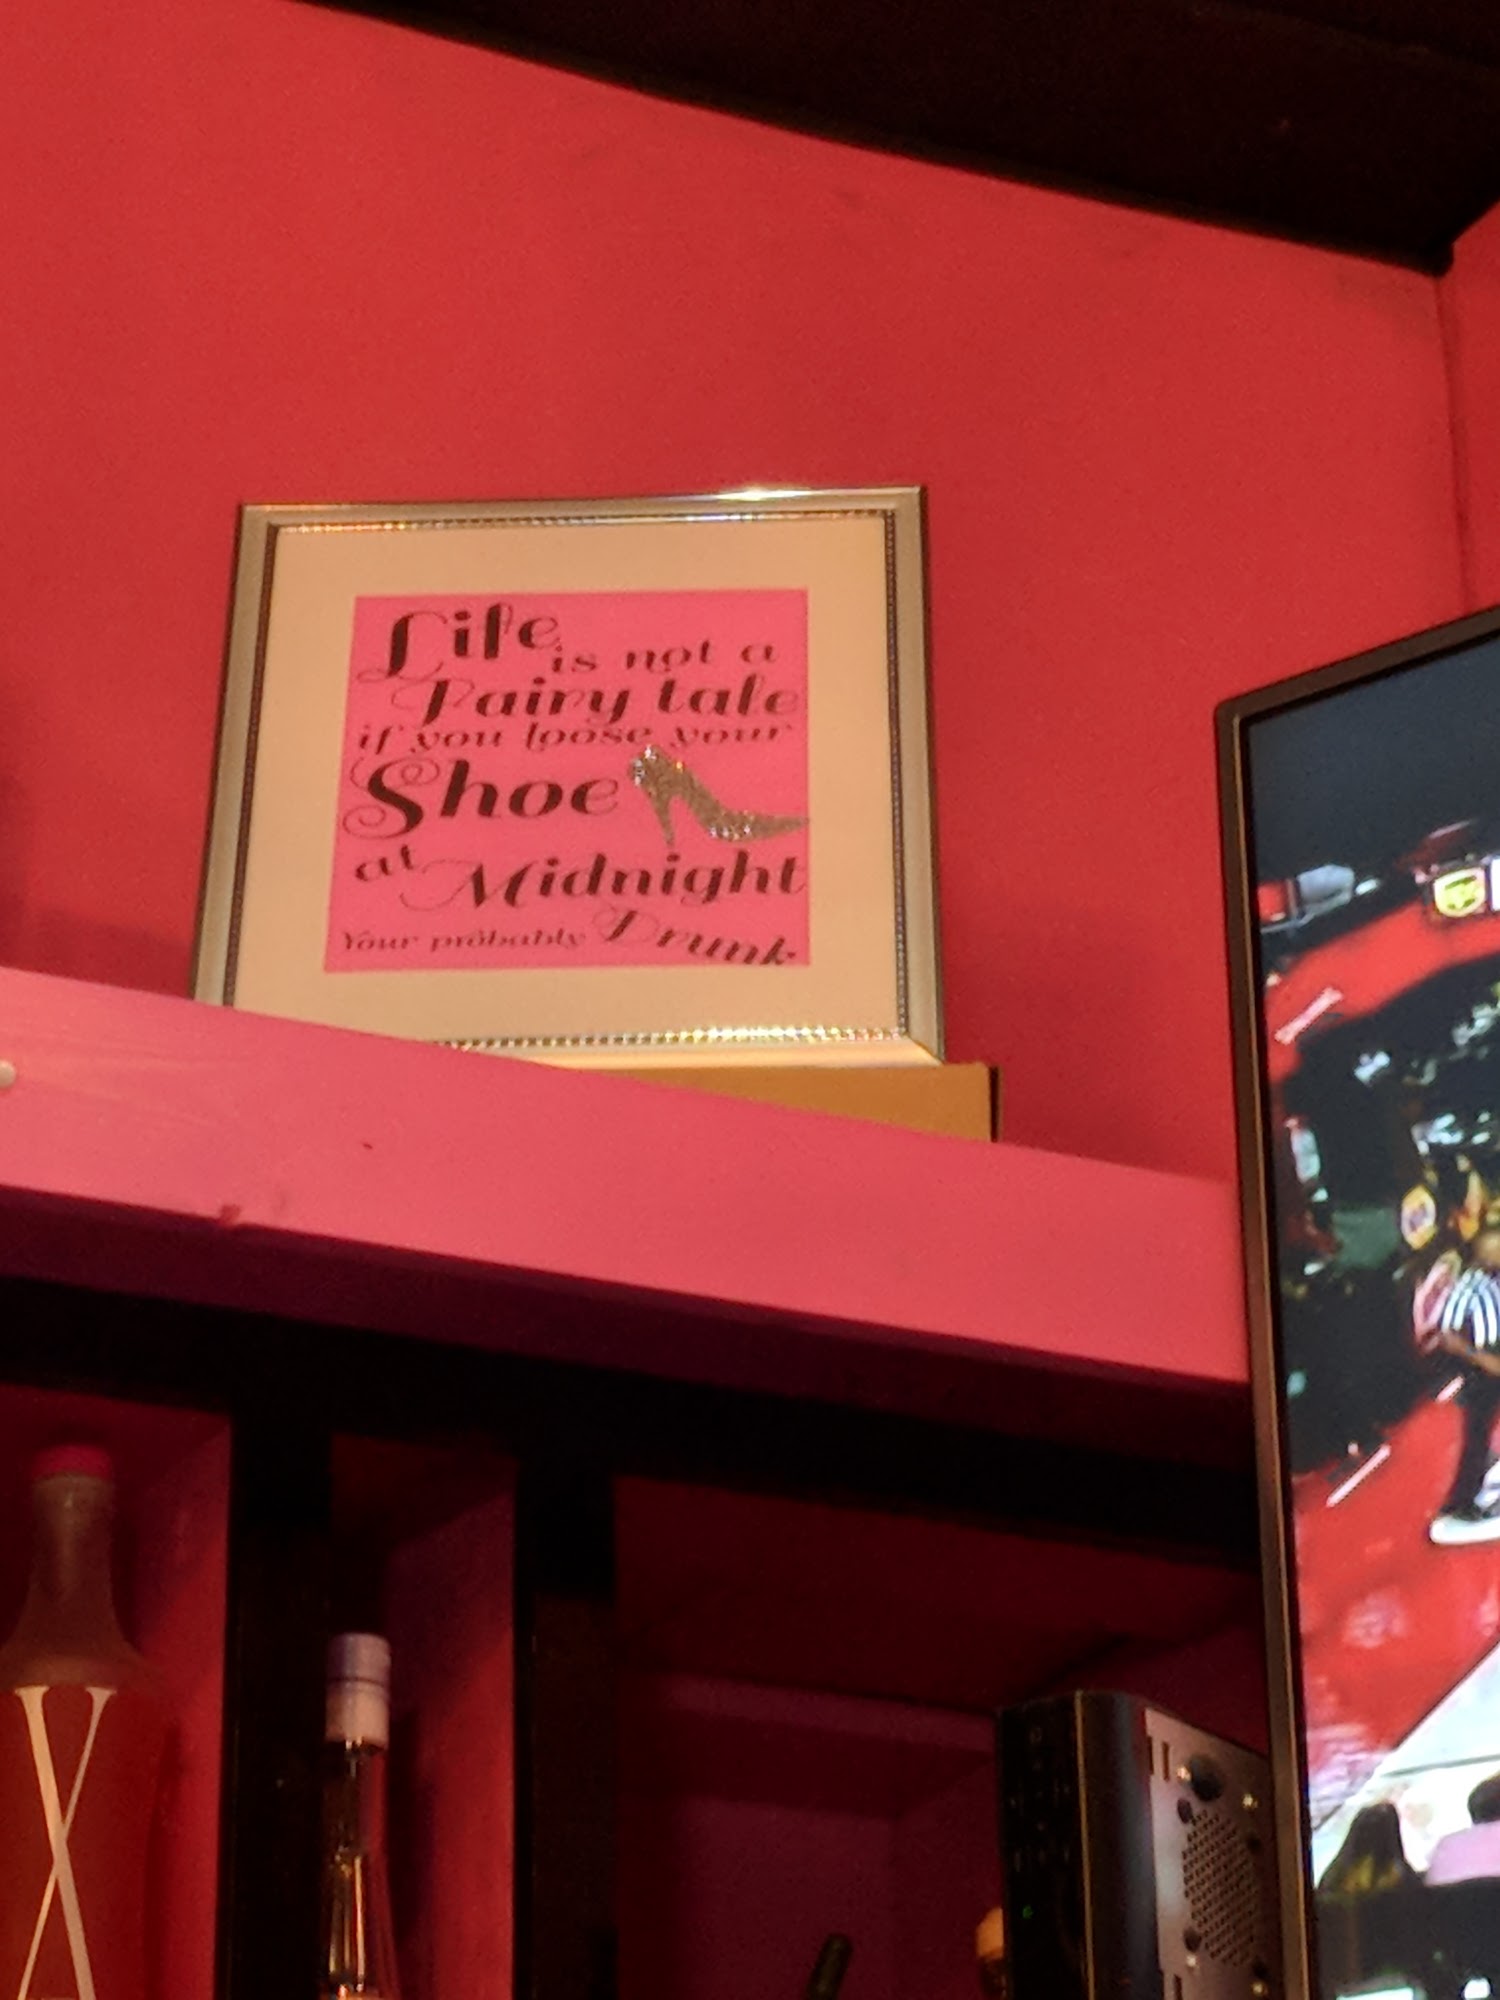 Life
is not a
Fairy tale
if you loose your
Shoe
at Midnight
Your probably Drunk
X